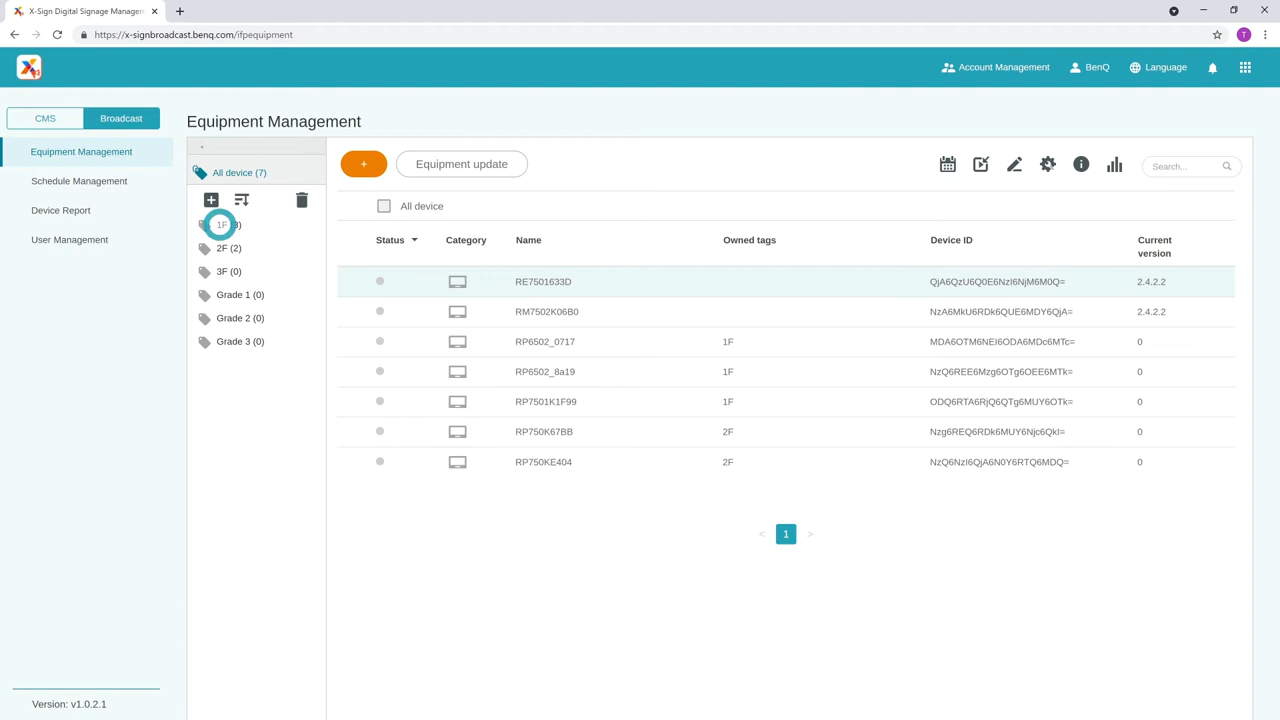 X-Sign Digital Signage Managem
https://x-signbroadcast.benq.com/ifpequipment
T
Account Management
BenQ
Language
CMS
Broadcast
Equipment Management
Schedule Management
Device Report
User Management
Version: v1.0.2.1
Equipment Management
All device (7)
1F (3)
2F (2)
3F (0)
Grade 1 (0)
Grade 2 (0)
Grade 3 (0)
+ Equipment update Search...
All device
Status Category Name Owned tags Device ID Current version
RE7501633D QjA6QzU6Q0E6NzI6NjM6M0Q= 2.4.2.2
RM7502K06B0 NzA6MkU6RDk6QUE6MDY6QjA= 2.4.2.2
RP6502_0717 1F MDA6OTM6NEI6ODA6MDc6MTc= 0
RP6502_8a19 1F NzQ6REE6Mzg6OTg6OEE6MTk= 0
RP7501K1F99 1F ODQ6RTA6RjQ6QTg6MUY6OTk= 0
RP750K67BB 2F Nzg6REQ6RDk6MUY6Njc6QkI= 0
RP750KE404 2F NzQ6NzI6QjA6N0Y6RTQ6MDQ= 0
< 1 >